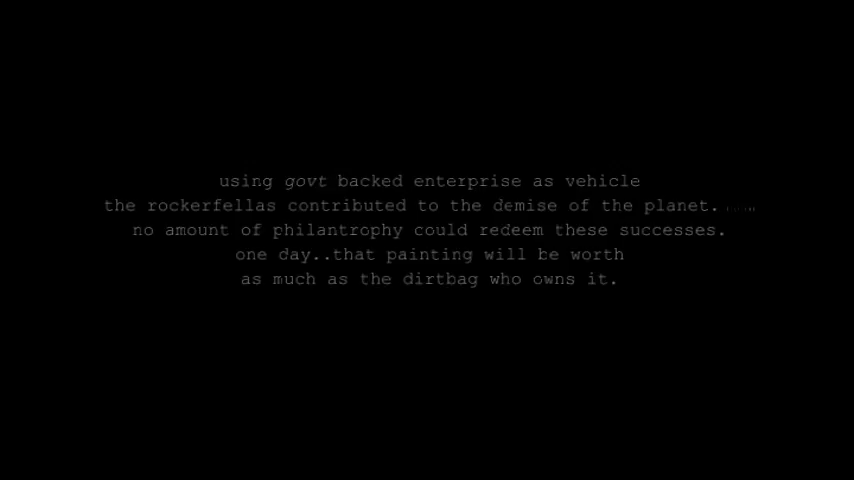 using govt backed enterprise as vehicle
the rockerfellas contributed to the demise of the planet.
no amount of philantrophy could redeem these successes.
one day..that painting will be worth
as much as the dirtbag who owns it.